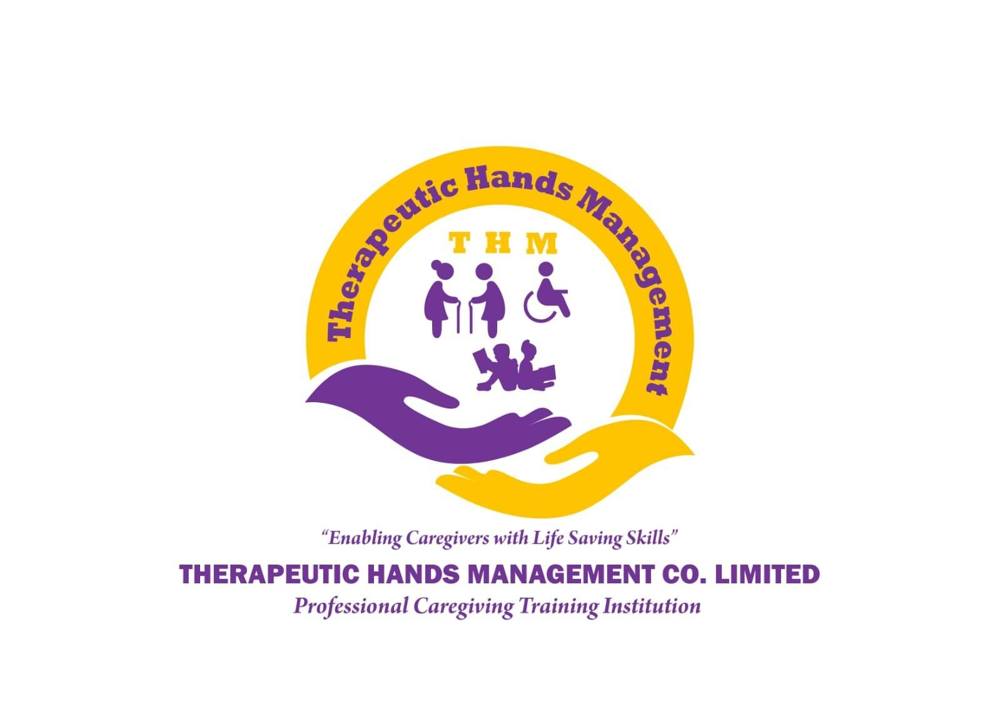 Therapeutic Hands Management
T H M
“Enabling Caregivers with Life Saving Skills”
THERAPEUTIC HANDS MANAGEMENT CO. LIMITED
Professional Caregiving Training Institution